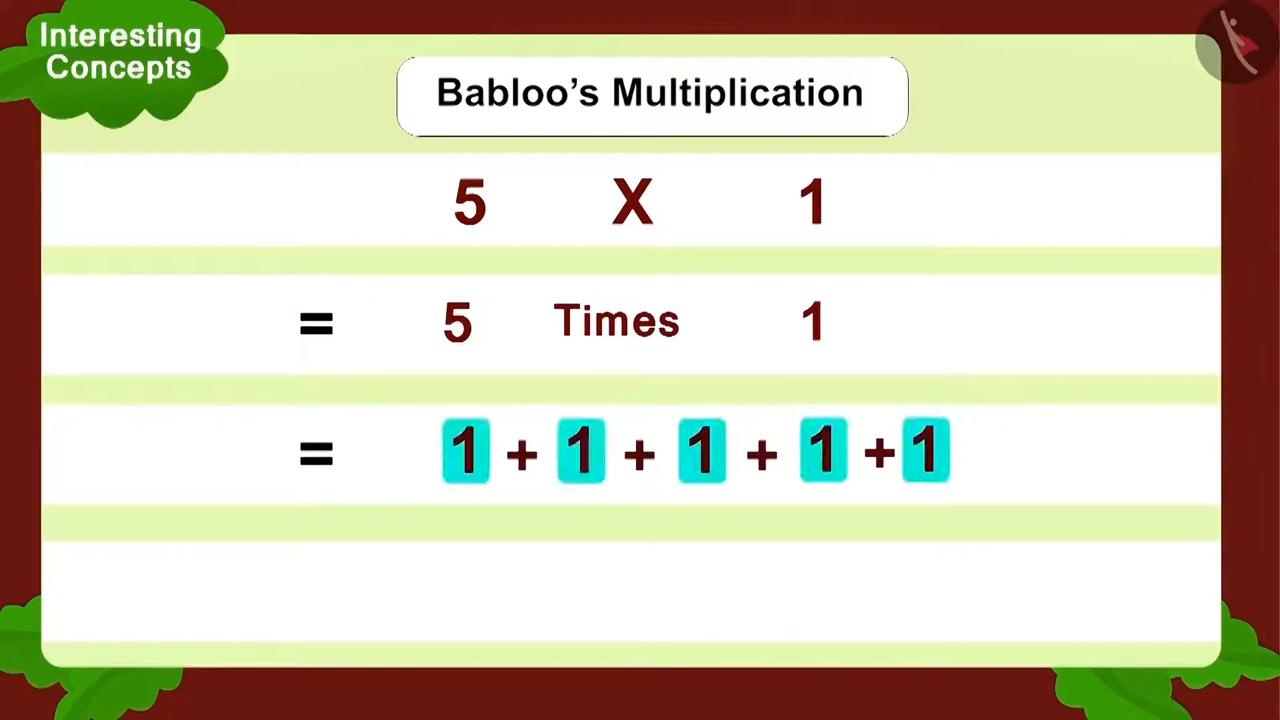 Interesting
Concepts
Babloo’s Multiplication
5 X 1
= 5 Times 1
= 1 + 1 + 1 + 1 + 1